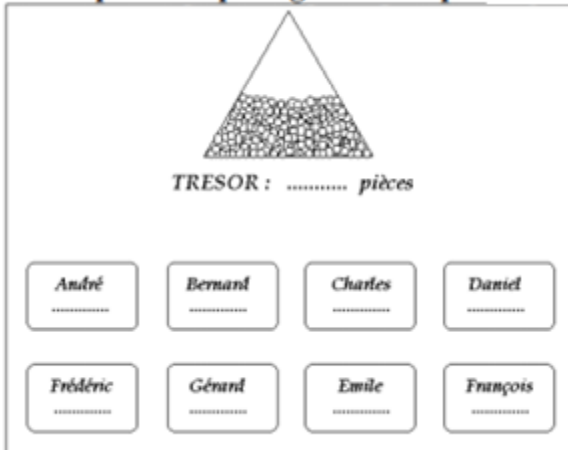 TRESOR : ........... pièces
André Bernard Charles Daniel
............. ............. ............. .............
Frédéric Gérard Emile François
............. ............. ............. .............